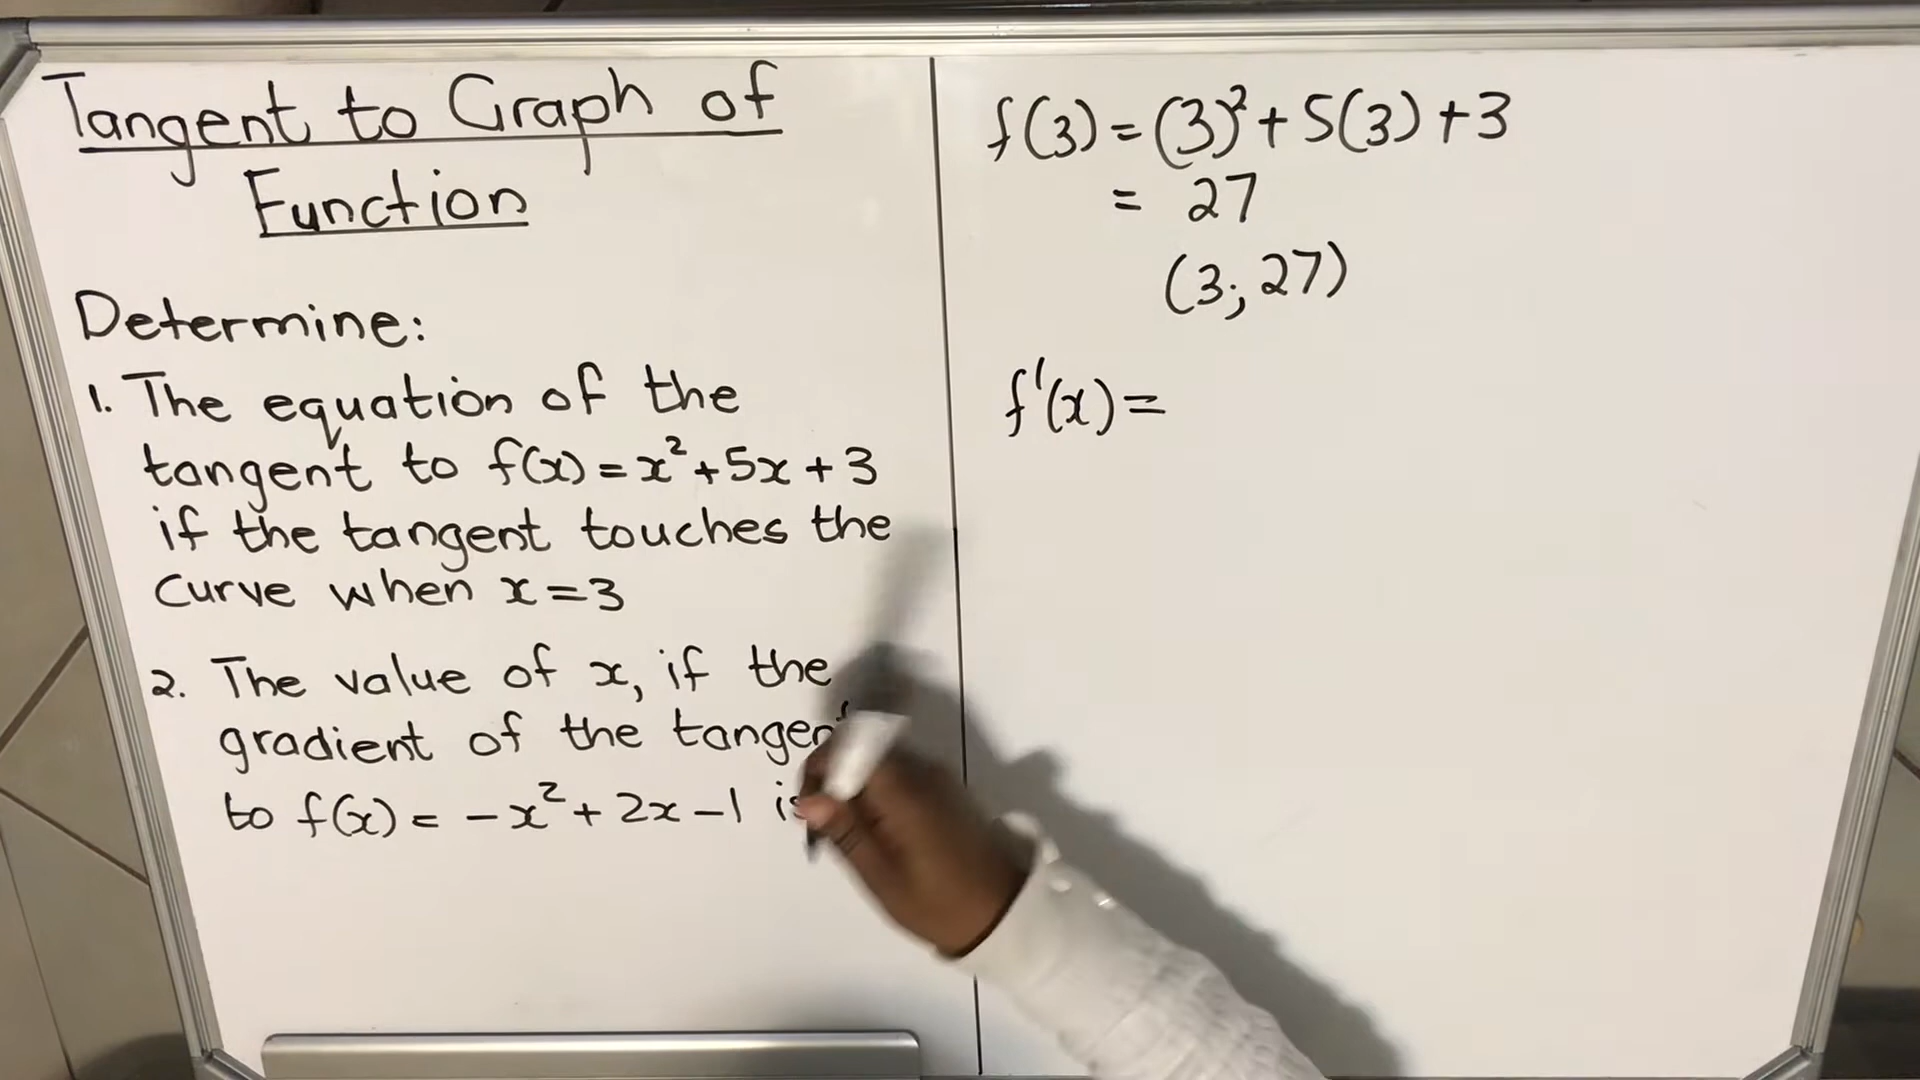 Tangent to Graph of
Function
Determine:
1. The equation of the
tangent to f(x) = x² + 5x + 3
if the tangent touches the
curve when x = 3
2. The value of x, if the
gradient of the tangent
to f(x) = -x² + 2x - 1 is
f(3) = (3)² + 5(3) + 3
= 27
(3; 27)
f'(x) =